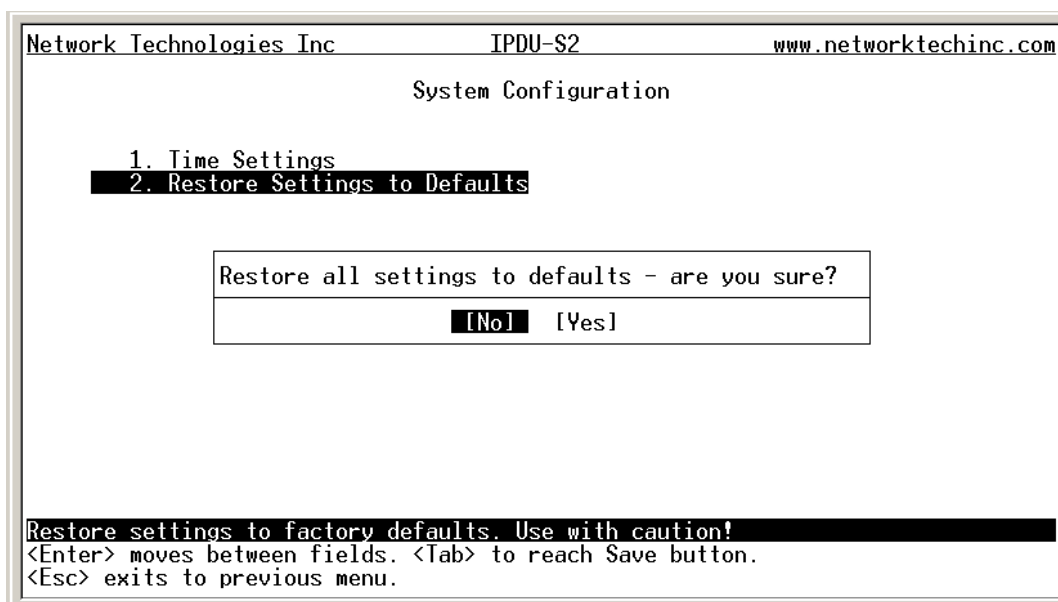 Network Technologies Inc IPDU-S2 www.networktechinc.com
System Configuration
1. Time Settings
2. Restore Settings to Defaults
Restore all settings to defaults - are you sure?
[No] [Yes]
Restore settings to factory defaults. Use with caution!
<Enter> moves between fields. <Tab> to reach Save button.
<Esc> exits to previous menu.